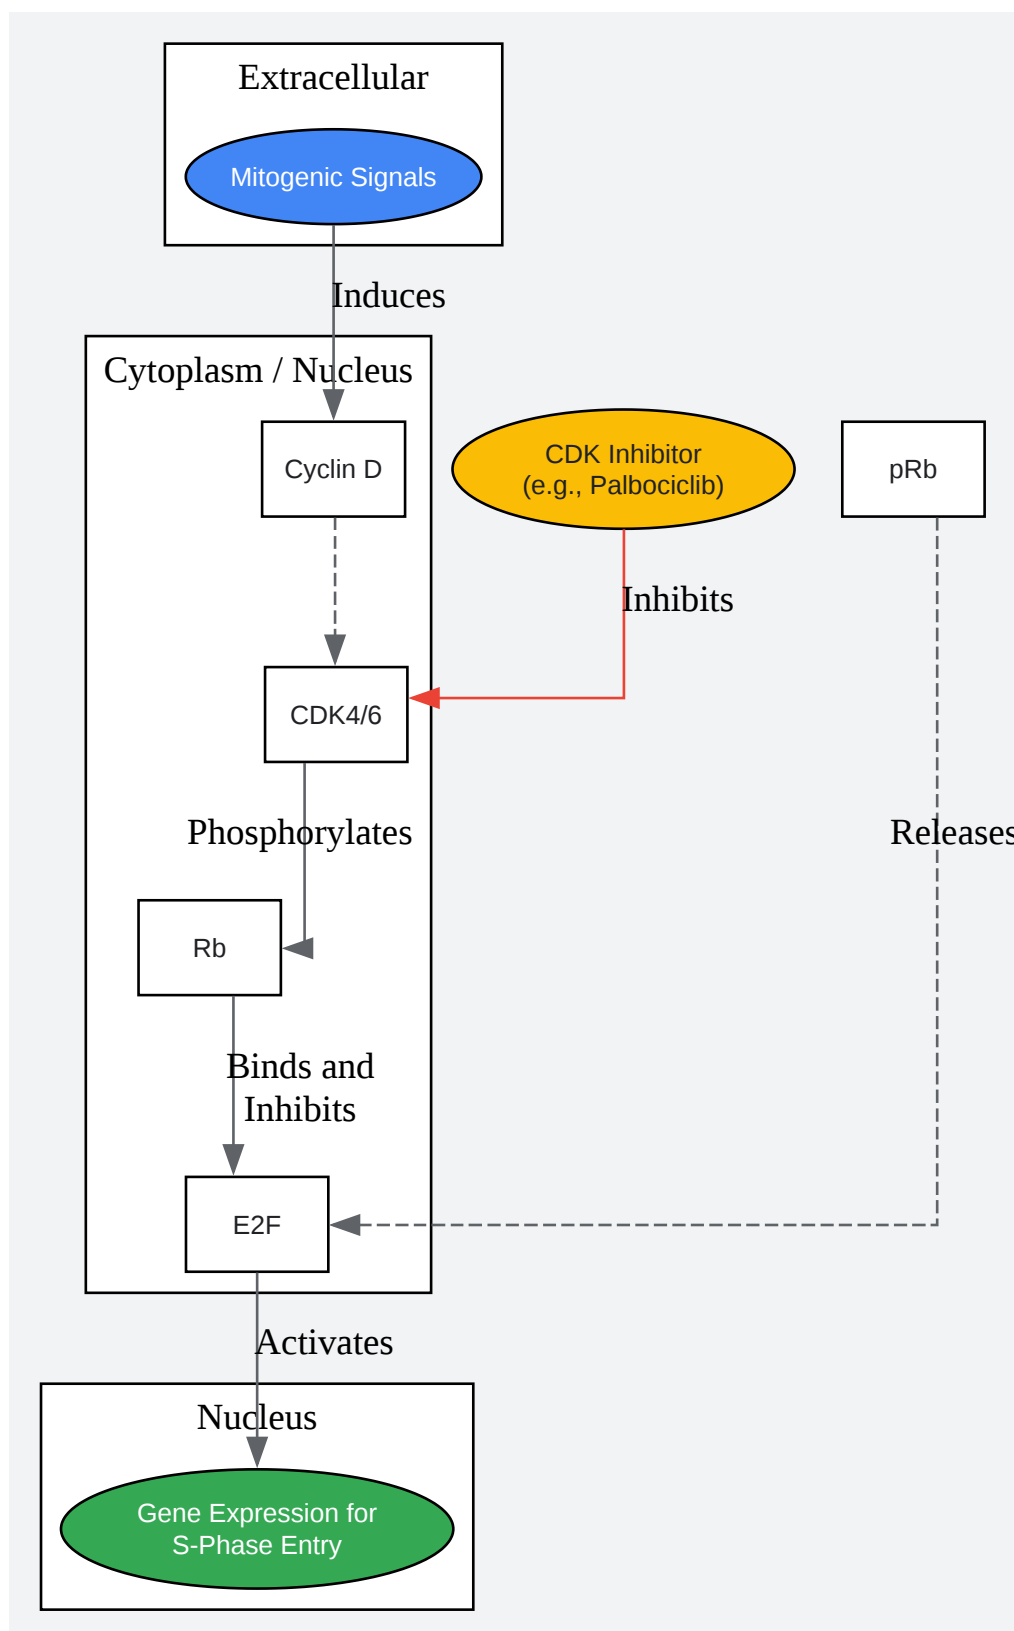 Extracellular
Mitogenic Signals
Induces
Cytoplasm / Nucleus
Cyclin D
CDK Inhibitor
(e.g., Palbociclib)
pRb
Inhibits
CDK4/6
Phosphorylates
Releases
Rb
Binds and
Inhibits
E2F
Activates
Nucleus
Gene Expression for
S-Phase Entry